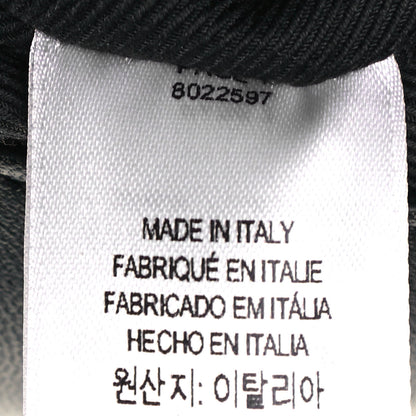 8022597
MADE IN ITALY
FABRIQUÉ EN ITALIE
FABRICADO EM ITÁLIA
HECHO EN ITALIA
원산지: 이탈리아